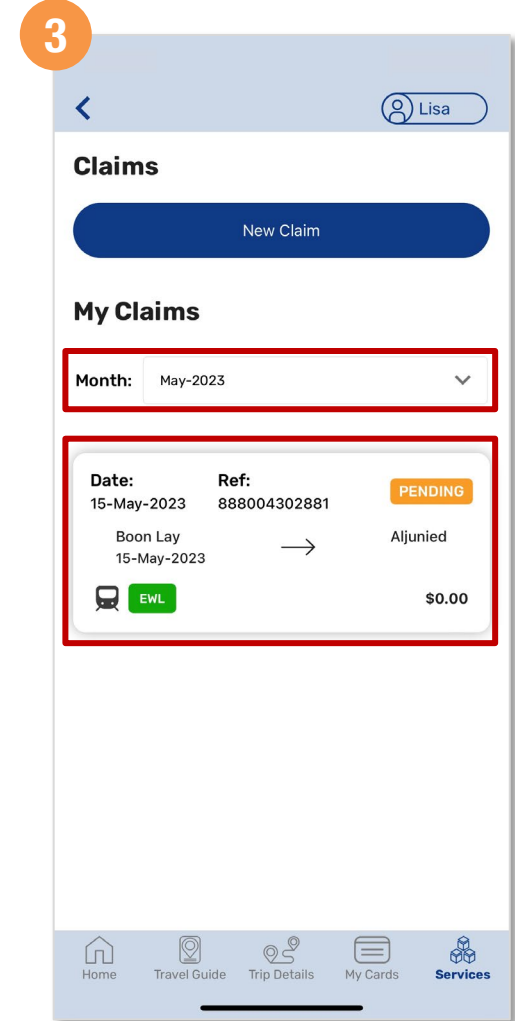 3
Lisa
Claims
New Claim
My Claims
Month: May-2023
Date: Ref:
15-May-2023 888004302881 PENDING
Boon Lay Aljunied
15-May-2023
EWL $0.00
Home Travel Guide Trip Details My Cards Services